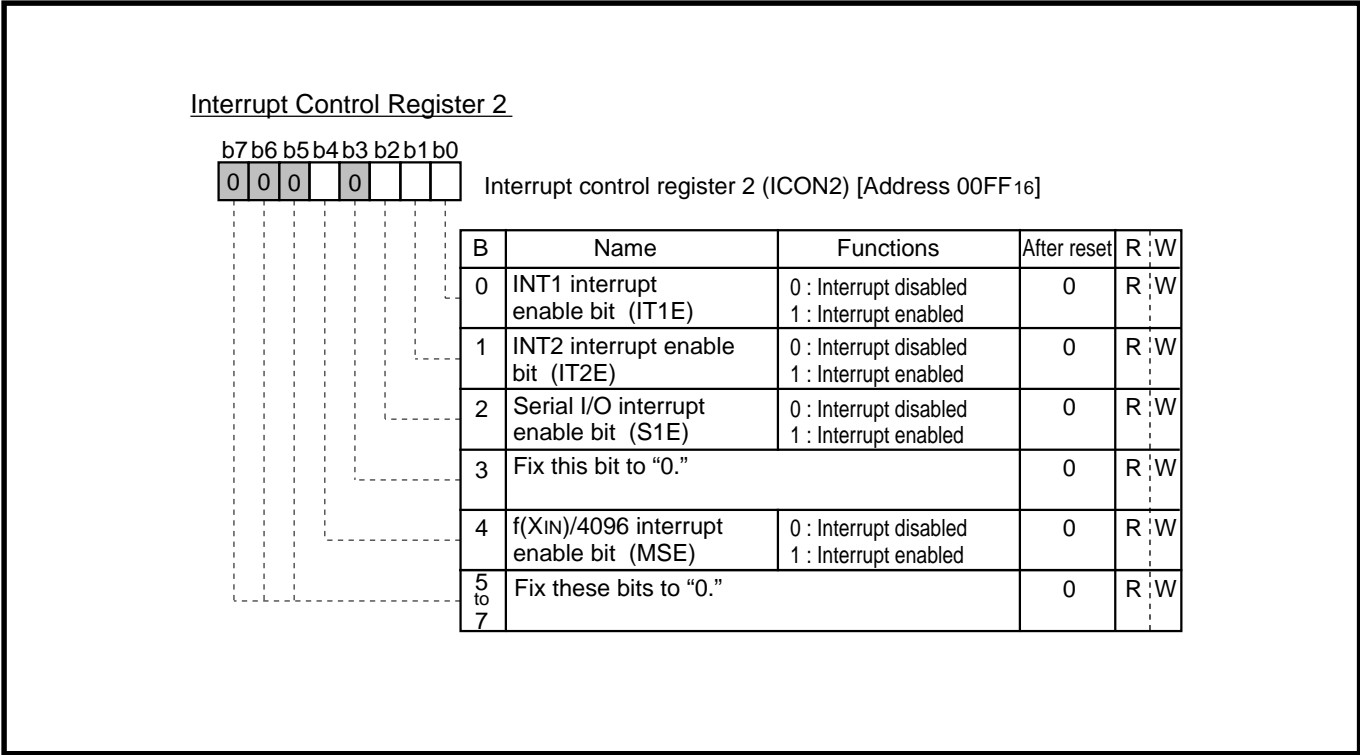 Interrupt Control Register 2
b7 b6 b5 b4 b3 b2 b1 b0
0 0 0 0
Interrupt control register 2 (ICON2) [Address 00FF16]
B Name Functions After reset R W
0 INT1 interrupt enable bit (IT1E) 0 : Interrupt disabled 1 : Interrupt enabled 0 R W
1 INT2 interrupt enable bit (IT2E) 0 : Interrupt disabled 1 : Interrupt enabled 0 R W
2 Serial I/O interrupt enable bit (S1E) 0 : Interrupt disabled 1 : Interrupt enabled 0 R W
3 Fix this bit to “0.” 0 R W
4 f(XIN)/4096 interrupt enable bit (MSE) 0 : Interrupt disabled 1 : Interrupt enabled 0 R W
5 to 7 Fix these bits to “0.” 0 R W